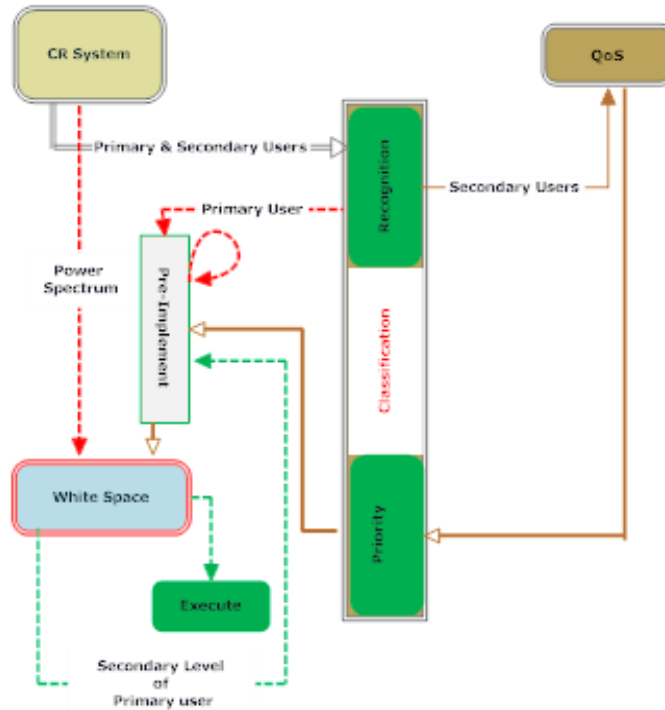 CR System
QoS
Primary & Secondary Users
Recognition
Secondary Users
Primary User
Power
Spectrum
Pre-Implement
Classification
White Space
Priority
Execute
Secondary Level
of
Primary user